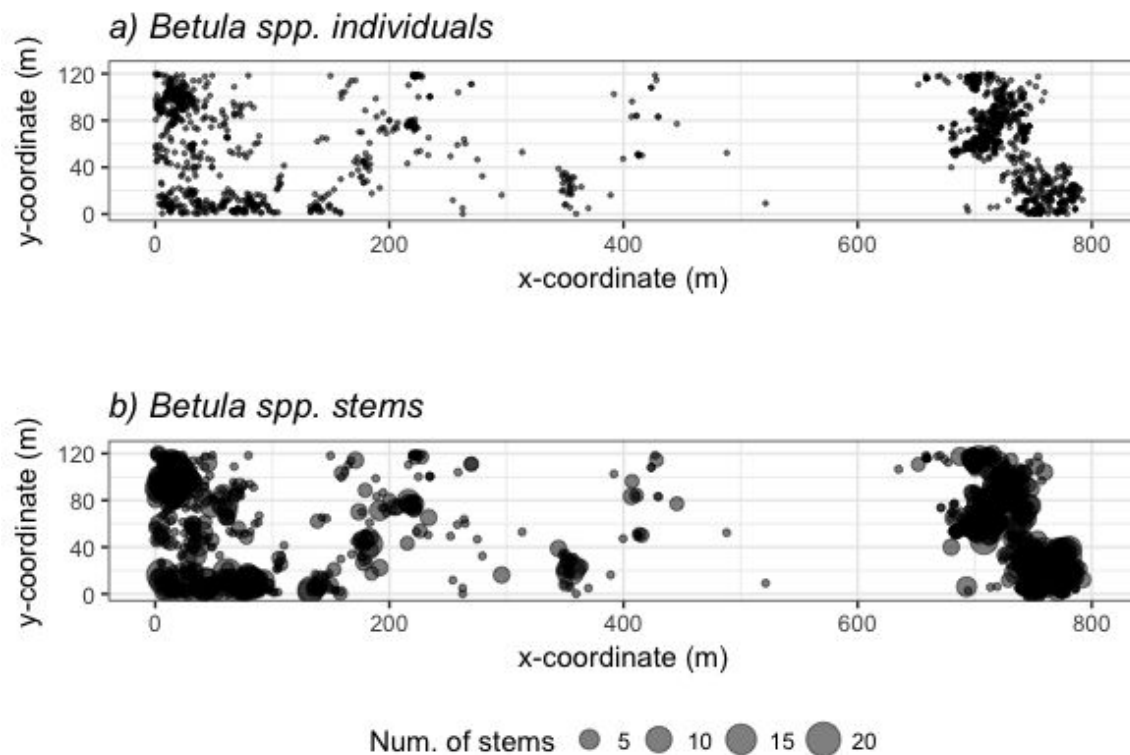 a) Betula spp. individuals
y-coordinate (m)
120
80
40
0
0 200 400 600 800
x-coordinate (m)
b) Betula spp. stems
y-coordinate (m)
120
80
40
0
0 200 400 600 800
x-coordinate (m)
Num. of stems 5 10 15 20